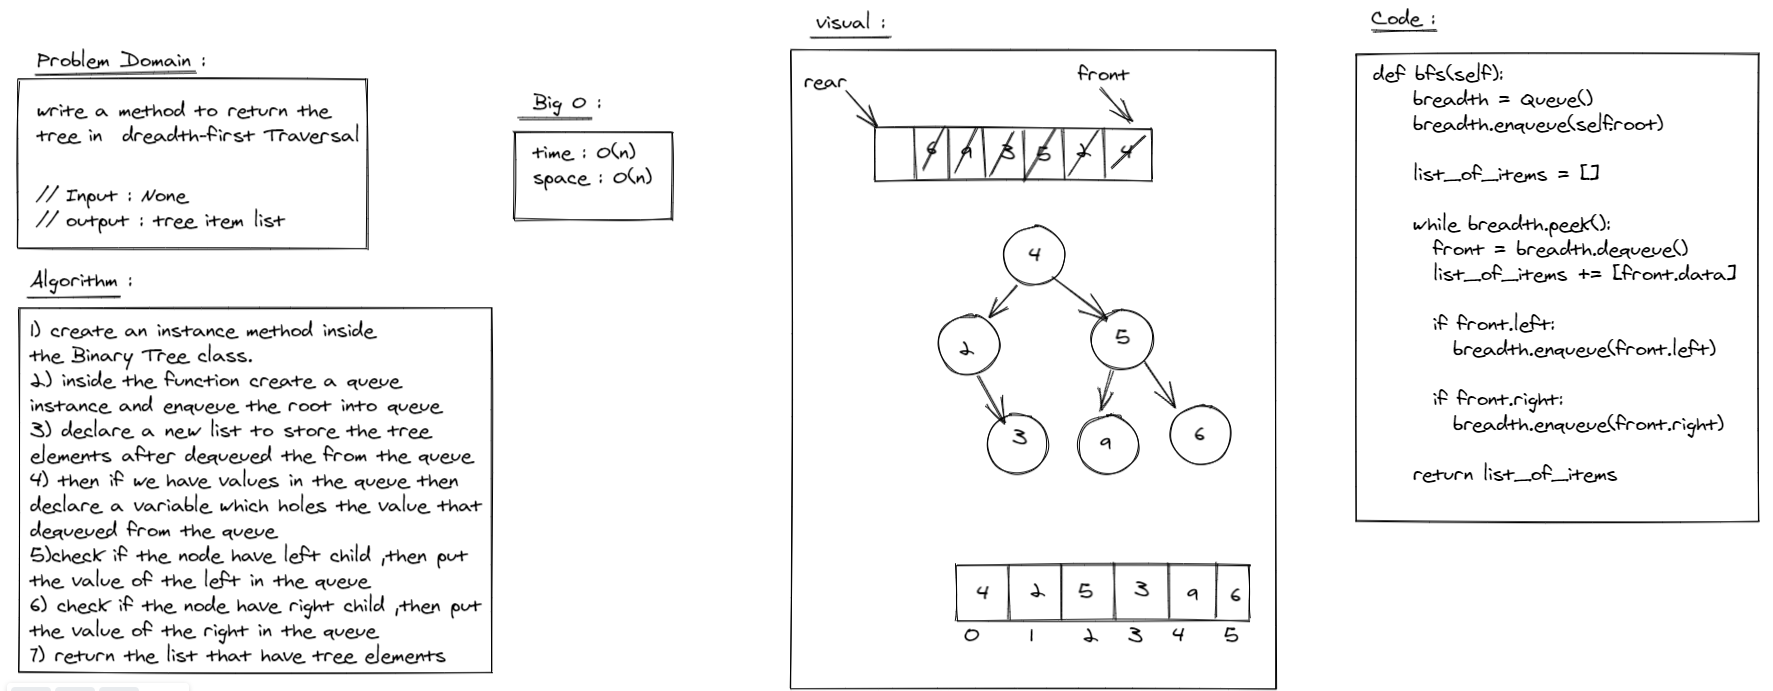 Problem Domain :
write a method to return the
tree in dreadth-first Traversal
// Input : None
// output : tree item list
Algorithm :
1) create an instance method inside
the Binary Tree class.
2) inside the function create a queue
instance and enqueue the root into queue
3) declare a new list to store the tree
elements after dequeued the from the queue
4) then if we have values in the queue then
declare a variable which holes the value that
dequeued from the queue
5)check if the node have left child ,then put
the value of the left in the queue
6) check if the node have right child ,then put
the value of the right in the queue
7) return the list that have tree elements
Big O :
time : O(n)
space : O(n)
visual :
rear
front
6 9 3 5 2 4
4
2 5
3 9 6
4 2 5 3 9 6
0 1 2 3 4 5
Code :
def bfs(self):
breadth = Queue()
breadth.enqueue(self.root)
list_of_items = []
while breadth.peek():
front = breadth.dequeue()
list_of_items += [front.data]
if front.left:
breadth.enqueue(front.left)
if front.right:
breadth.enqueue(front.right)
return list_of_items